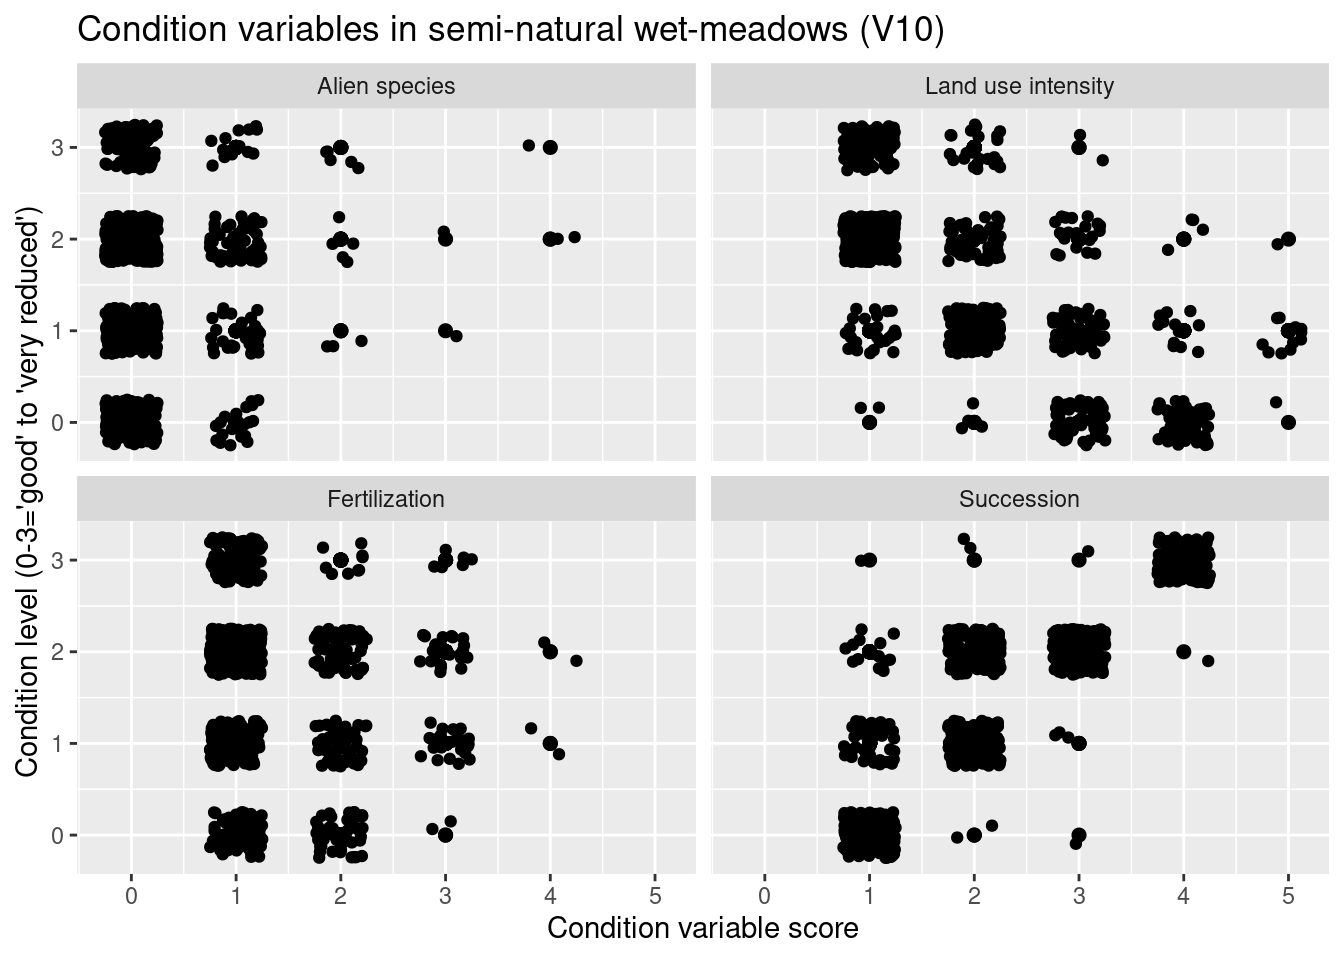 Condition variables in semi-natural wet-meadows (V10)
Alien species
Land use intensity
3
2
1
0
Fertilization
Succession
3
2
1
0
0 1 2 3 4 5
0 1 2 3 4 5
Condition variable score
Condition level (0-3='good' to 'very reduced')